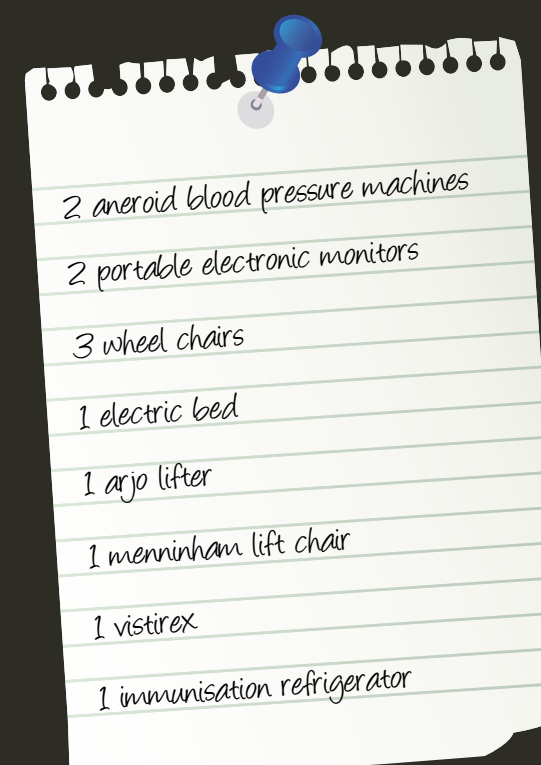 2 aneroid blood pressure machines
2 portable electronic monitors
3 wheel chairs
1 electric bed
1 arjo lifter
1 menninham lift chair
1 vistirex
1 immunisation refrigerator